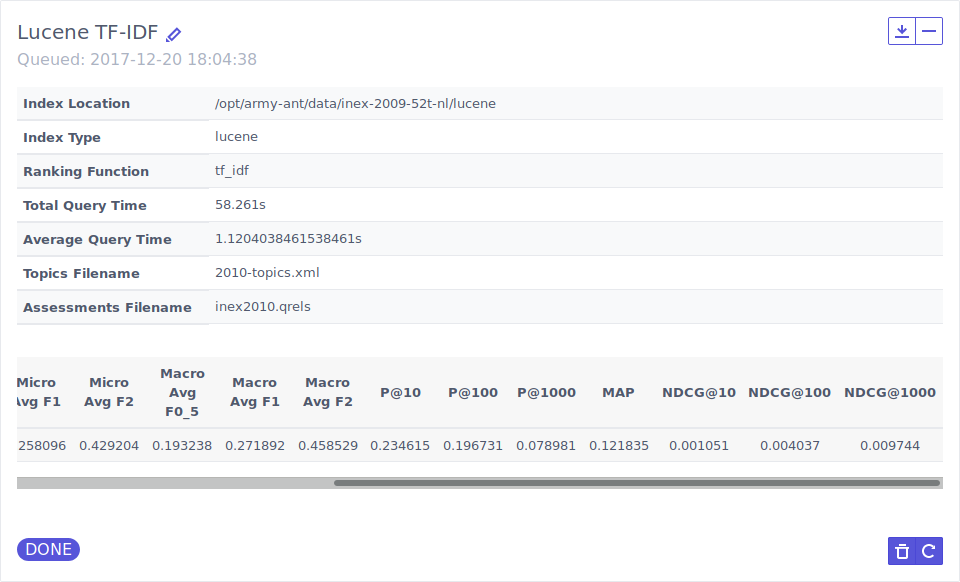 Lucene TF-IDF
Queued: 2017-12-20 18:04:38
Index Location /opt/army-ant/data/inex-2009-52t-nl/lucene
Index Type lucene
Ranking Function tf_idf
Total Query Time 58.261s
Average Query Time 1.1204038461538461s
Topics Filename 2010-topics.xml
Assessments Filename inex2010.qrels
Micro Avg F1 Micro Avg F2 Macro Avg F0_5 Macro Avg F1 Macro Avg F2 P@10 P@100 P@1000 MAP NDCG@10 NDCG@100 NDCG@1000
258096 0.429204 0.193238 0.271892 0.458529 0.234615 0.196731 0.078981 0.121835 0.001051 0.004037 0.009744
DONE